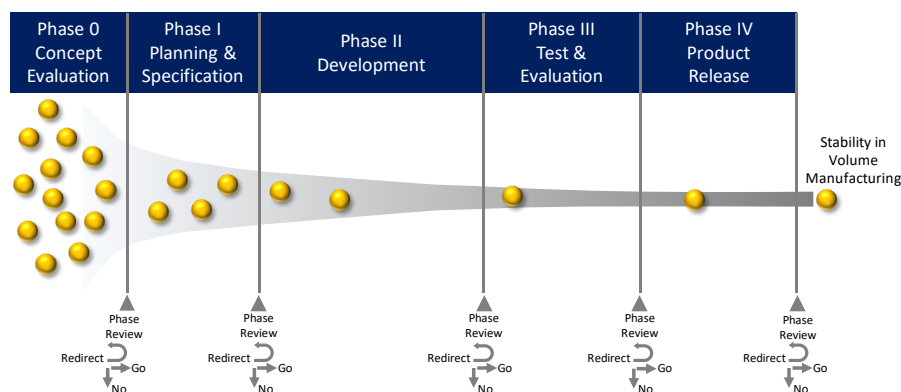 Phase 0
Concept
Evaluation
Phase I
Planning &
Specification
Phase II
Development
Phase III
Test &
Evaluation
Phase IV
Product
Release
Stability in
Volume
Manufacturing
Phase
Review
Redirect
Go
No
Phase
Review
Redirect
Go
No
Phase
Review
Redirect
Go
No
Phase
Review
Redirect
Go
No
Phase
Review
Redirect
Go
No